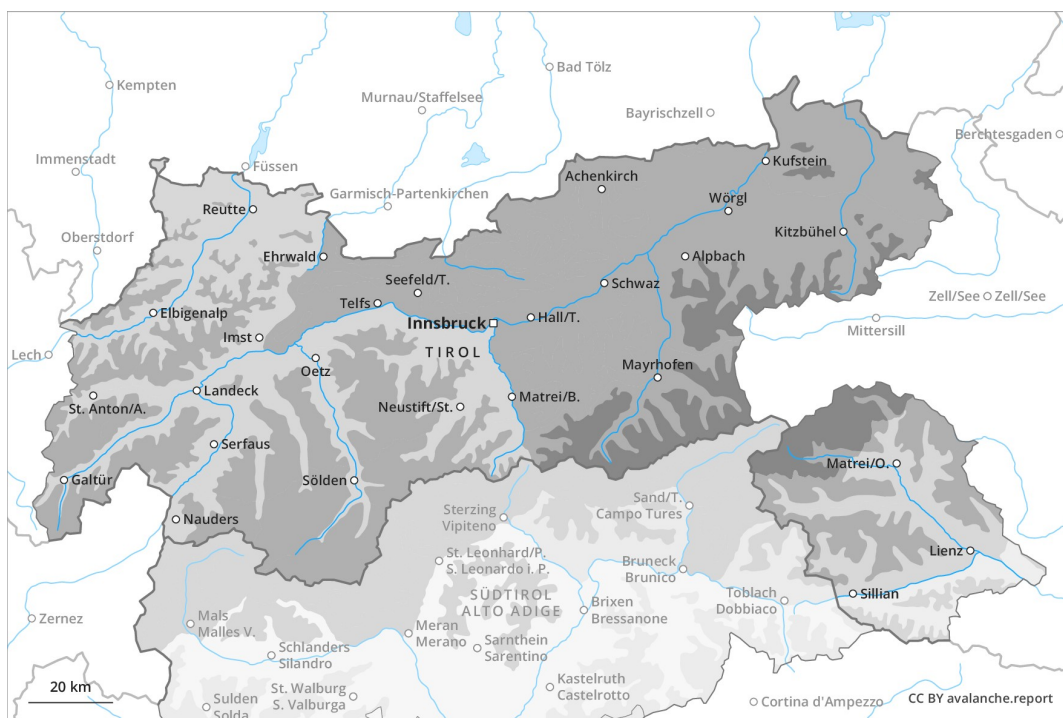 Kempten
Bad Tölz
Murnau/Staffelsee
Bayrischzell
Berchtesgaden
Immenstadt
Füssen
Kufstein
Achenkirch
Garmisch-Partenkirchen
Reutte
Wörgl
Oberstdorf
Kitzbühel
Ehrwald
Alpbach
Seefeld/T.
Schwaz
Zell/See
Zell/See
Telfs
Elbigenalp
Innsbruck
Hall/T.
Mittersill
Imst
TIROL
Lech
Oetz
Mayrhofen
Landeck
St. Anton/A.
Neustift/St.
Matrei/B.
Serfaus
Matrei/O.
Galtür
Sölden
Sand/T.
Campo Tures
Nauders
Sterzing
Vipiteno
St. Leonhard/P.
S. Leonardo i. P.
Lienz
Bruneck
Brunico
SÜDTIROL
ALTO ADIGE
Sillian
Toblach
Dobbiaco
Brixen
Bressanone
Zernez
Mals
Malles V.
Meran
Merano
Sarnthein
Sarentino
Schlanders
Silandro
20 km
St. Walburg
S. Valburga
Kastelruth
Castelrotto
Sulden
Solda
Cortina d'Ampezzo
CC BY avalanche.report